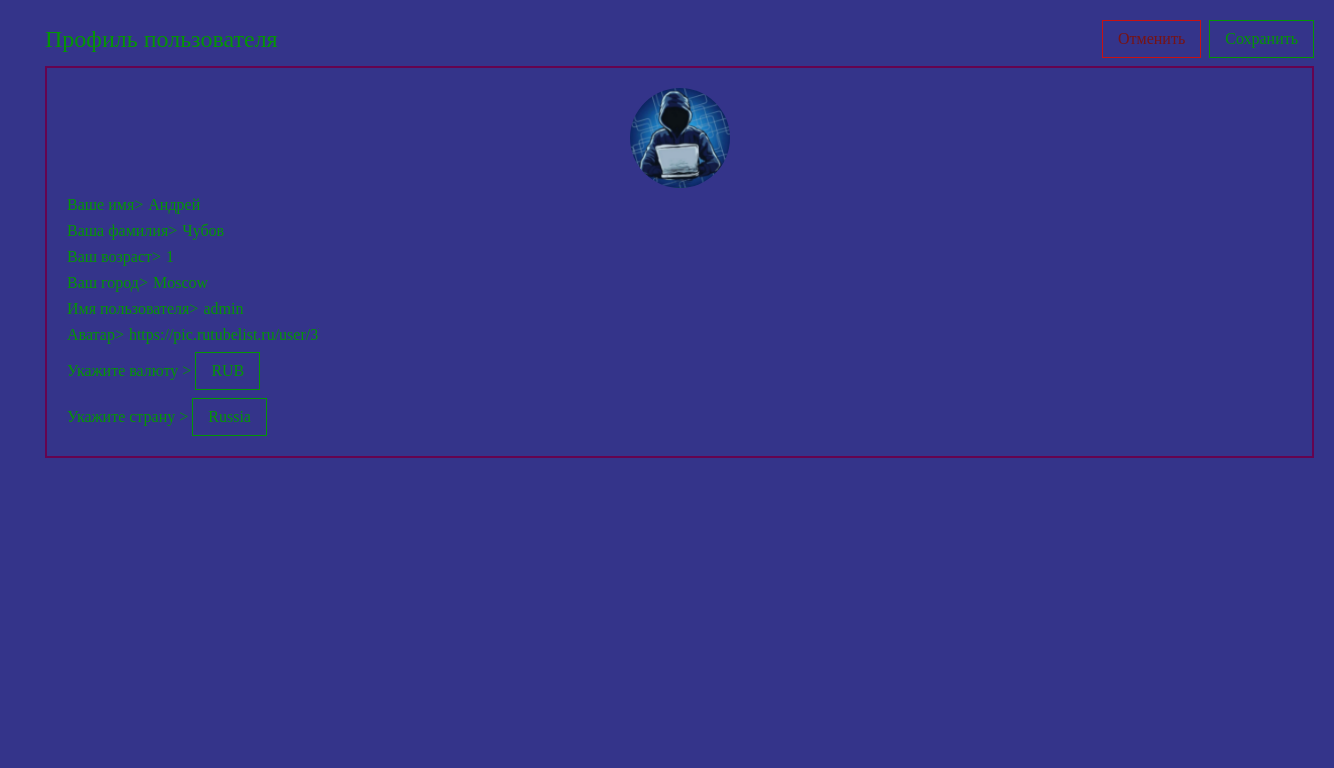 Профиль пользователя
Отменить
Сохранить
Ваше имя> Андрей
Ваша фамилия> Чубов
Ваш возраст> 1
Ваш город> Moscow
Имя пользователя> admin
Аватар> https://pic.rutubelist.ru/user/3
Укажите валюту > RUB
Укажите страну > Russia